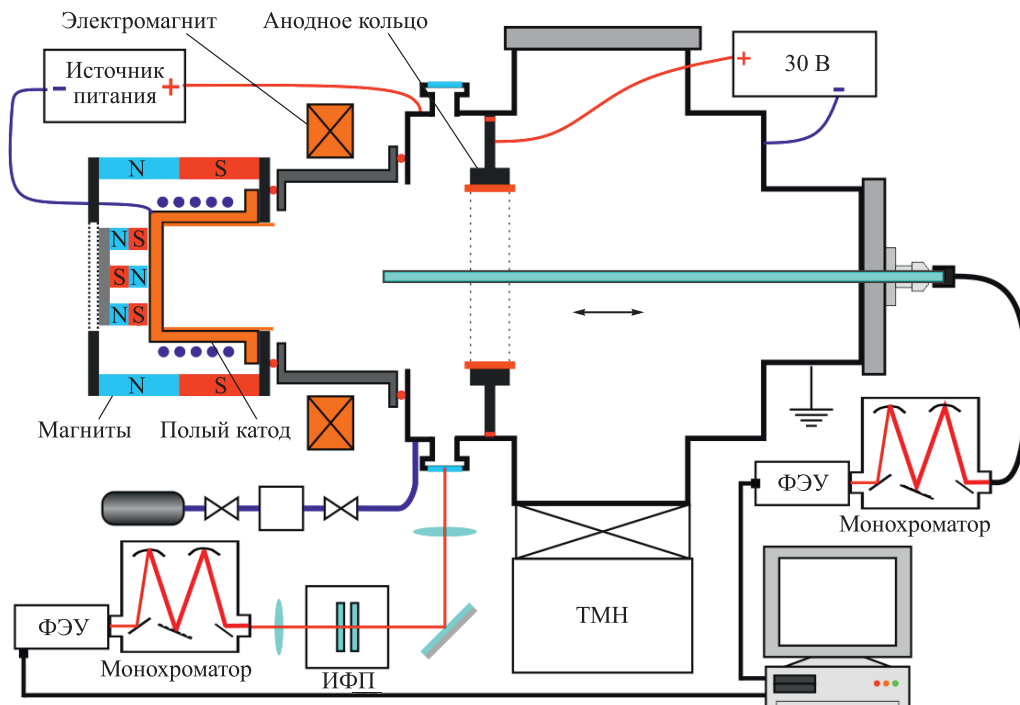 Электромагнит
Анодное кольцо
Источник
питания
-
+
+
30 В
-
N
S
N S
S N
N S
N
S
Магниты
Полый катод
ФЭУ
Монохроматор
ФЭУ
Монохроматор
ИФП
ТМН